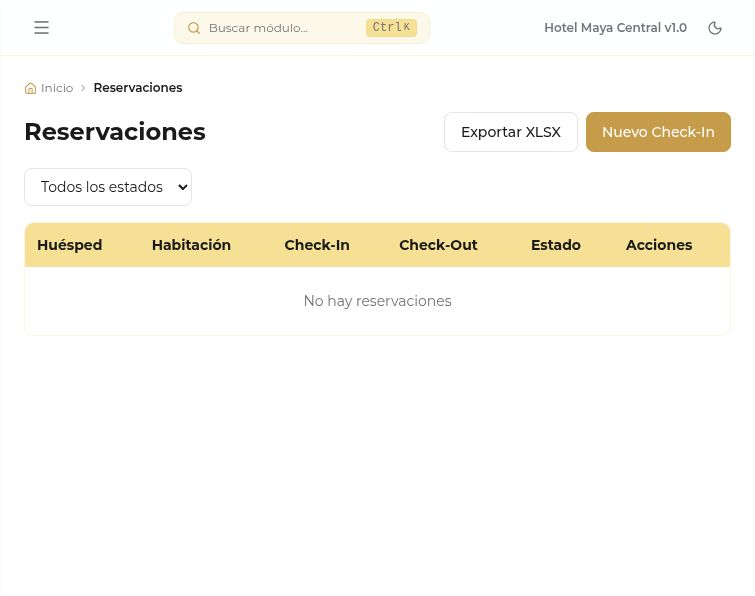 Buscar módulo... Ctrl K Hotel Maya Central v1.0
Inicio > Reservaciones
Reservaciones Exportar XLSX Nuevo Check-In
Todos los estados
Huésped Habitación Check-In Check-Out Estado Acciones
No hay reservaciones